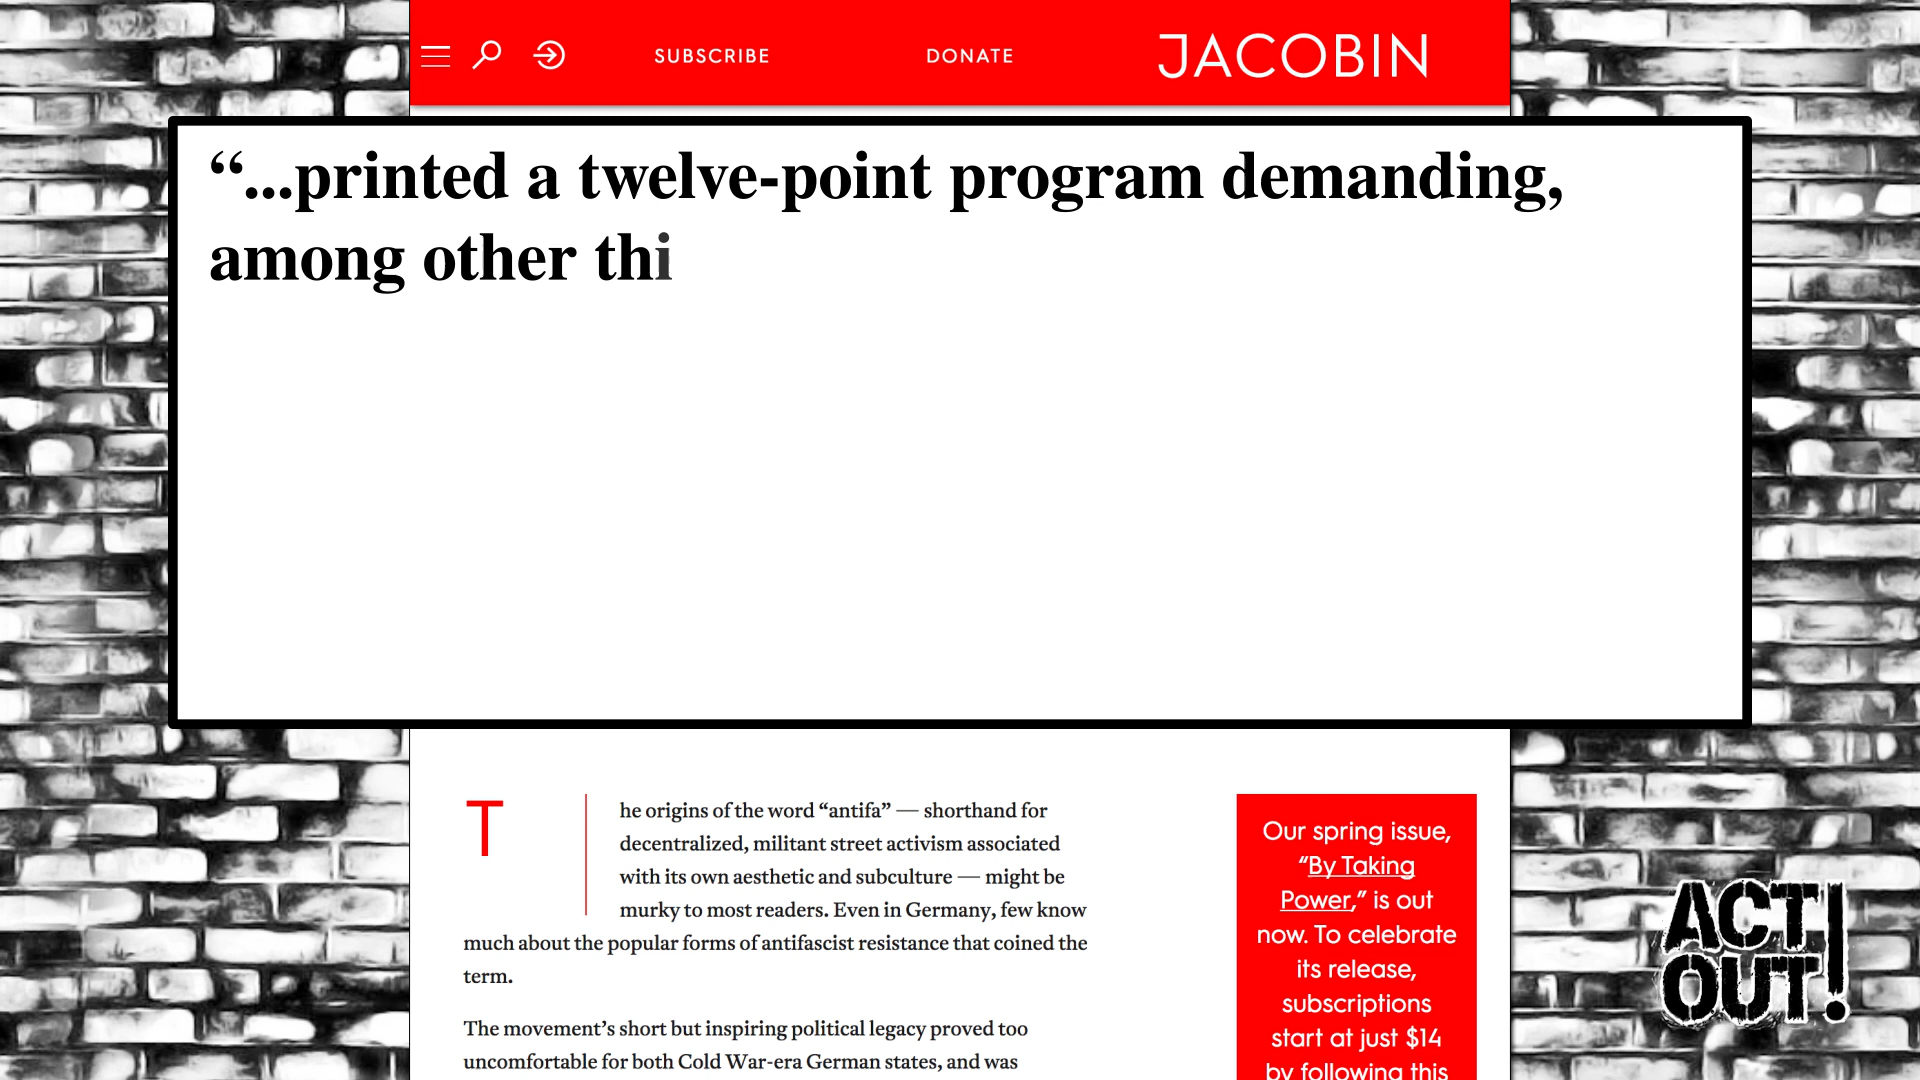 SUBSCRIBE
DONATE
JACOBIN
“...printed a twelve-point program demanding,
among other thi
T
he origins of the word “antifa” — shorthand for
decentralized, militant street activism associated
with its own aesthetic and subculture — might be
murky to most readers. Even in Germany, few know
much about the popular forms of antifascist resistance that coined the
term.
The movement’s short but inspiring political legacy proved too
uncomfortable for both Cold War-era German states, and was
Our spring issue,
“By Taking
Power,” is out
now. To celebrate
its release,
subscriptions
start at just $14
by following this
ACT
OUT!